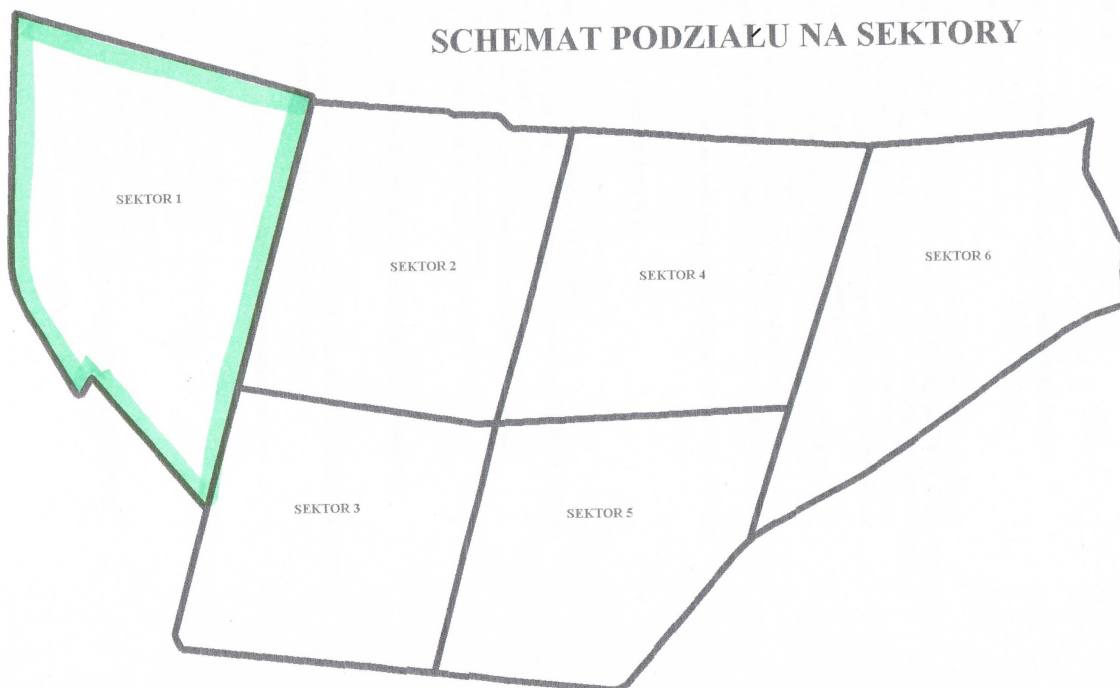 SCHEMAT PODZIAŁU NA SEKTORY
SEKTOR 1
SEKTOR 2
SEKTOR 4
SEKTOR 6
SEKTOR 3
SEKTOR 5